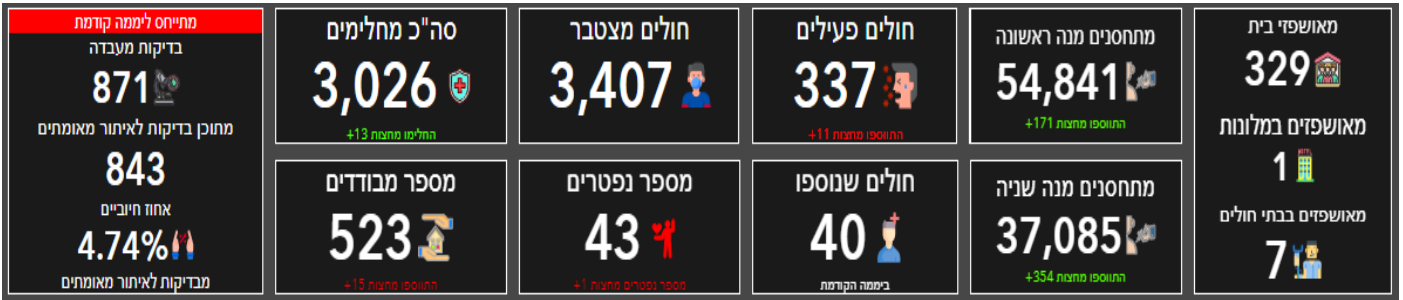 מאושפזי בית
329
מאושפזים במלונות
1
מאושפזים בבתי חולים
7
מתחסנים מנה ראשונה
54,841
התווספו מחצות 171+
מתחסנים מנה שניה
37,085
התווספו מחצות 354+
חולים פעילים
337
התווספו מחצות 11+
חולים שנוספו
40
ביממה הקודמת
חולים מצטבר
3,407
מספר נפטרים
43
מספר נפטרים מחצות 1+
סה"כ מחלימים
3,026
החלימו מחצות 13+
מספר מבודדים
523
התווספו מחצות 15+
מתייחס ליממה קודמת
בדיקות מעבדה
871
מתוכן בדיקות לאיתור מאומתים
843
אחוז חיוביים
4.74%
מבדיקות לאיתור מאומתים